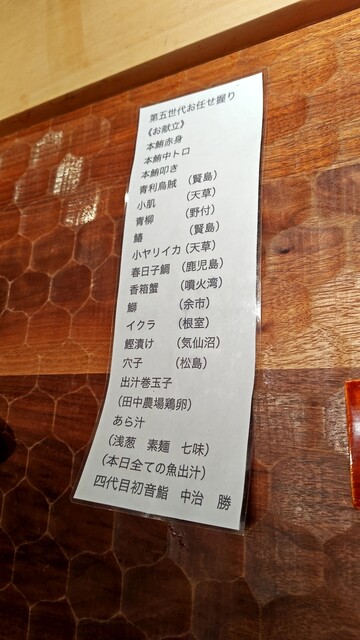 第五世代お任せ握り
《お献立》
本鮪赤身
本鮪中トロ
本鮪叩き
青利烏賊 (賢島)
小肌 (天草)
青柳 (野付)
鰆 (賢島)
小ヤリイカ (天草)
春日子鯛 (鹿児島)
香箱蟹 (噴火湾)
鰤 (余市)
イクラ (根室)
鰹漬け (気仙沼)
穴子 (松島)
出汁巻玉子
(田中農場鶏卵)
あら汁
(浅葱 素麺 七味)
(本日全ての魚出汁)
四代目初音鮨 中治 勝